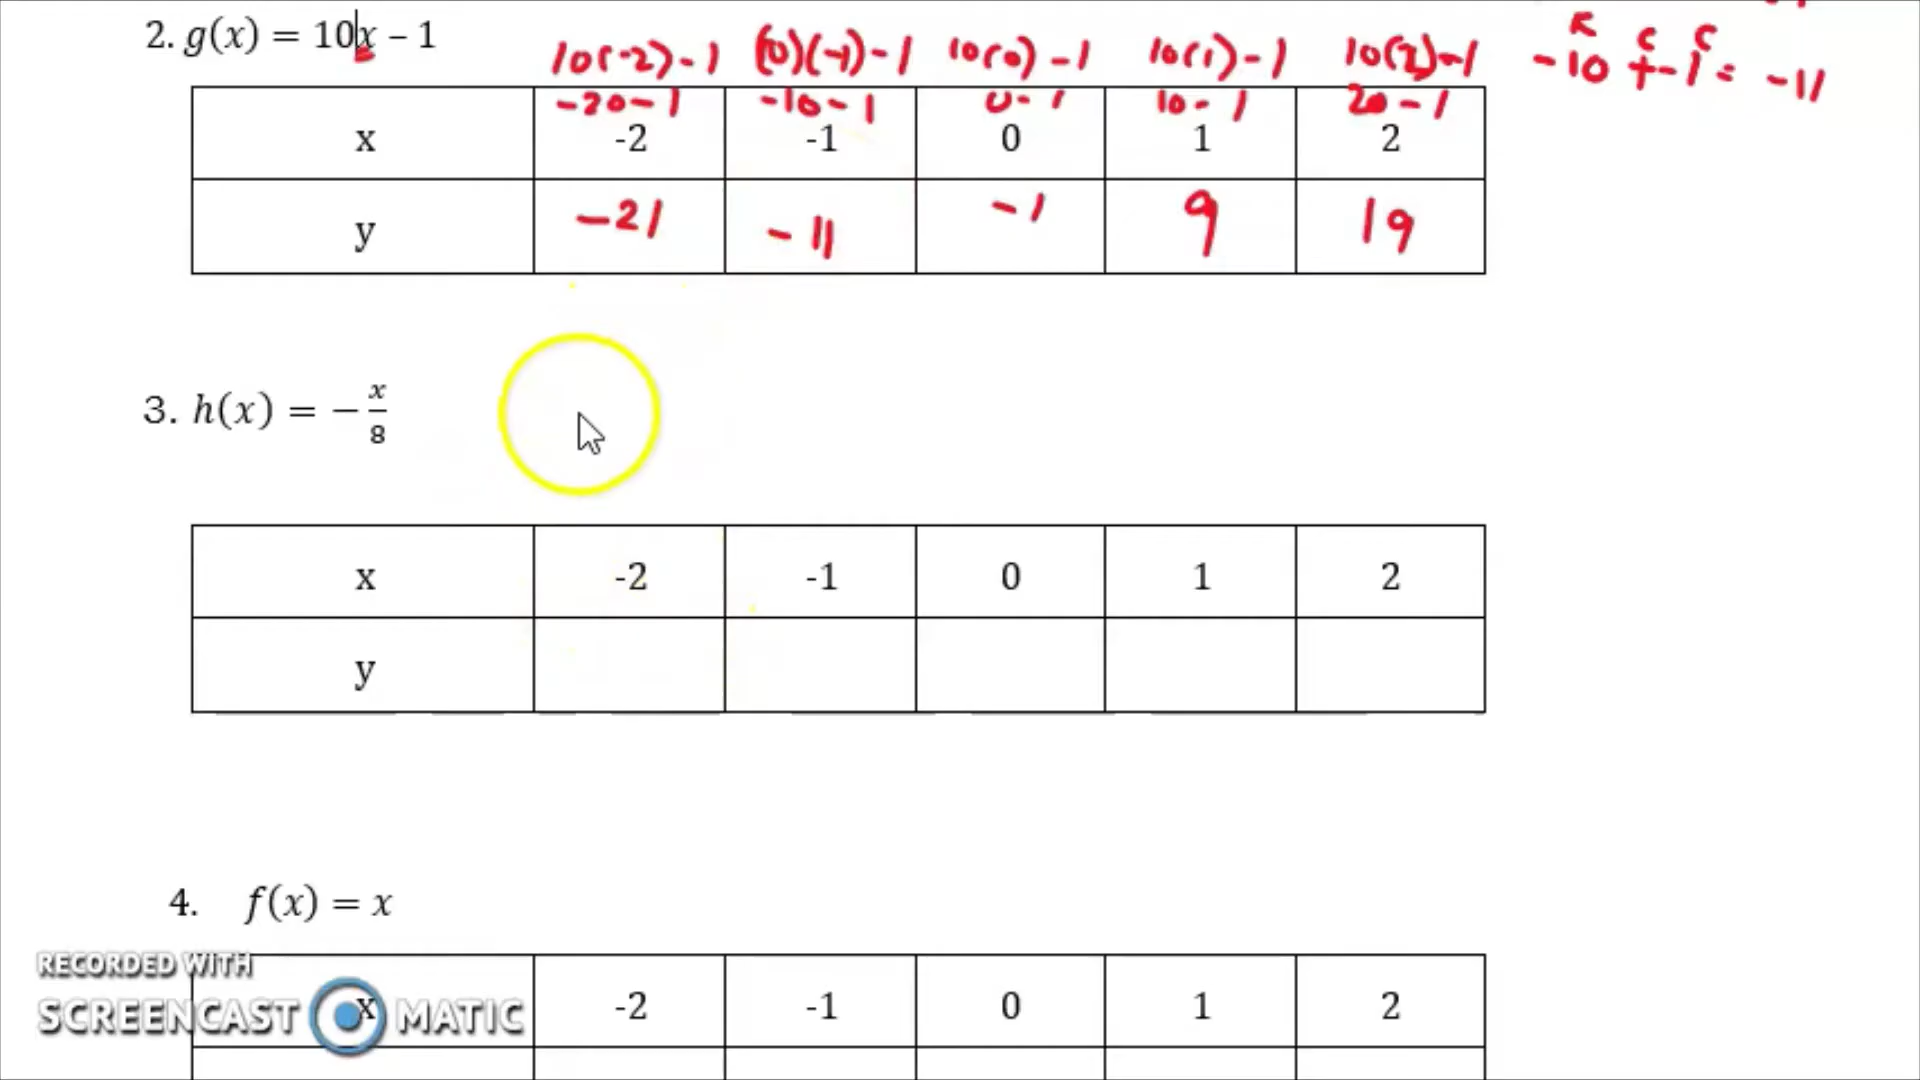 2. g(x) = 10x − 1
10(-2)-1 (10)(-1)-1 10(0)-1 10(1)-1 10(2)-1
K C C
-10 + -1 = -11
-20-1 -10-1 0-1 10-1 20-1
x -2 -1 0 1 2
y -21 -11 -1 9 19
3. h(x) = −x/8
x -2 -1 0 1 2
y
4. f(x) = x
x -2 -1 0 1 2
RECORDED WITH
SCREENCAST MATIC